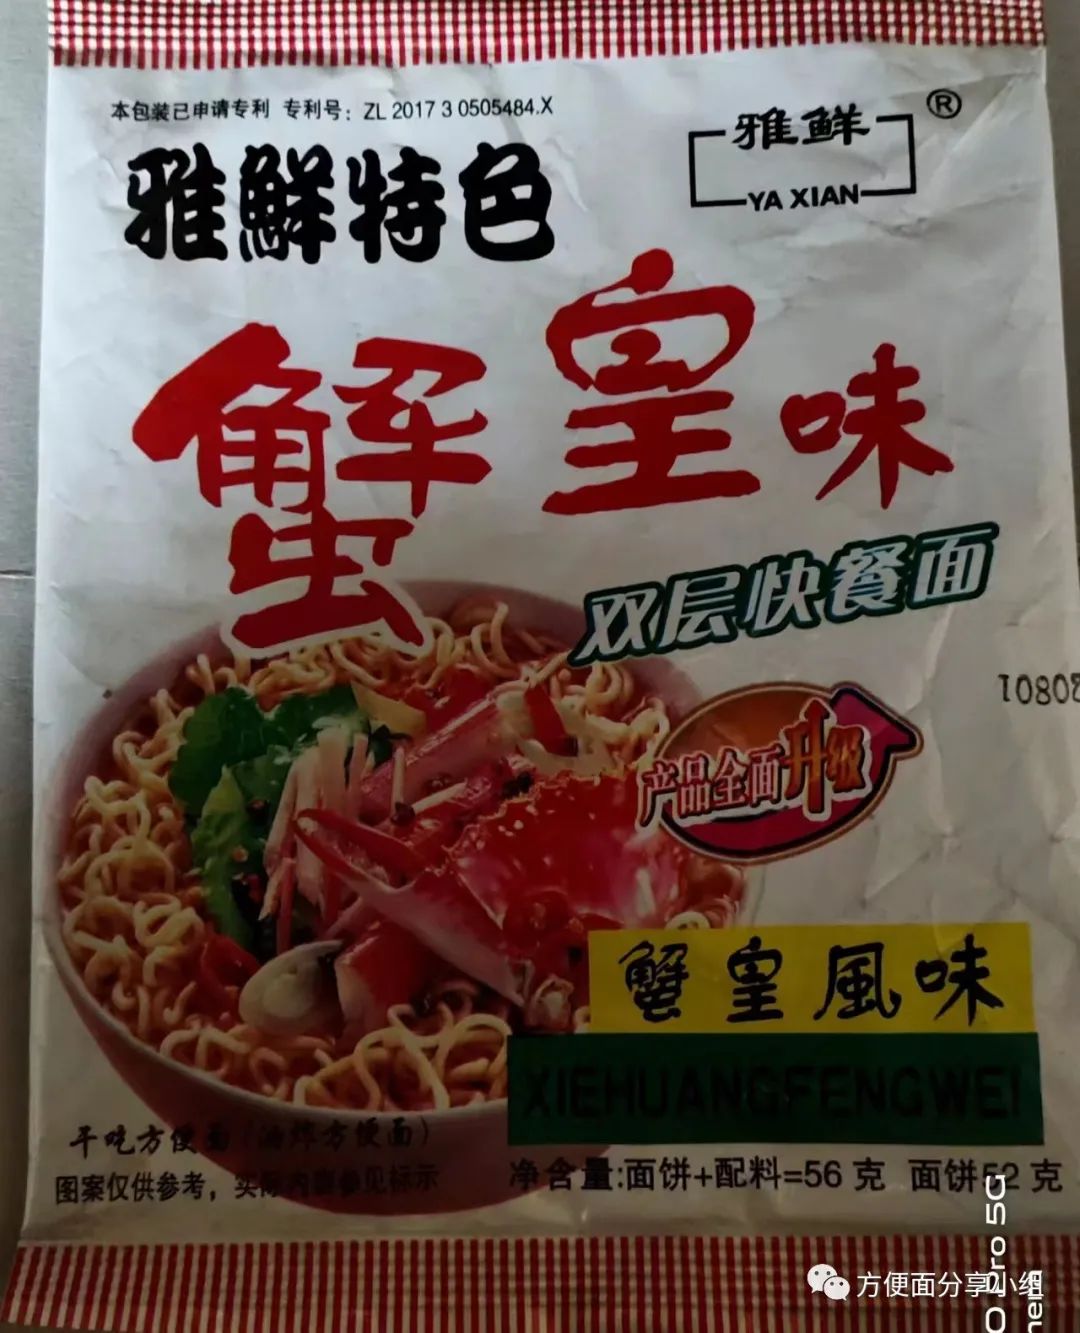 本包装已申请专利 专利号：ZL 2017 3 0505484.X
雅鲜 ®
YA XIAN
雅鮮特色
蟹皇味
双层快餐面
10802
产品全面升级
蟹皇風味
XIEHUANGFENGWEI
干吃方便面（油炸方便面）
图案仅供参考，实际内容参见标示
净含量:面饼+配料=56克 面饼52克
方便面分享小组
O Pro 5G